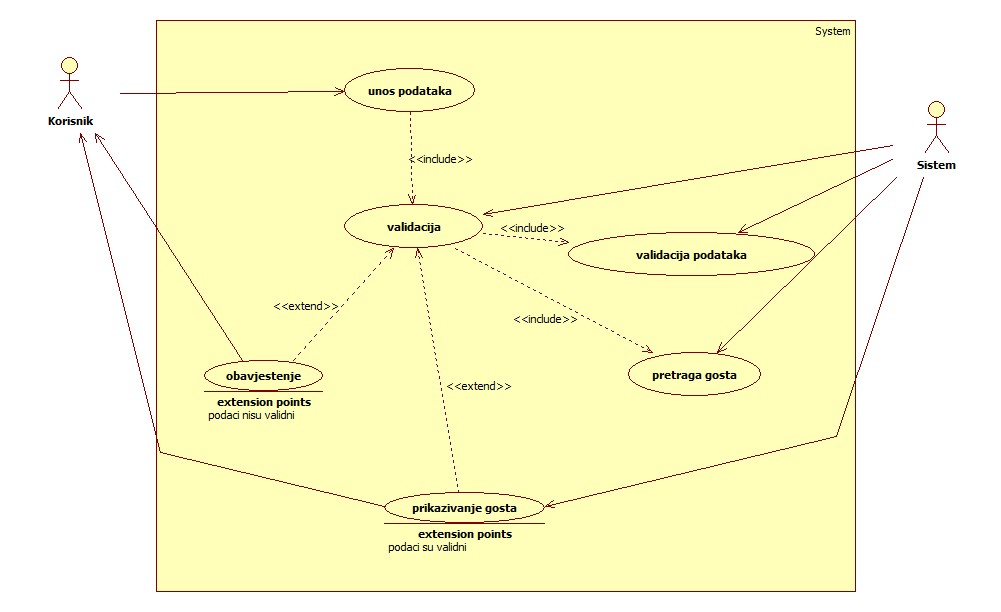 System
Korisnik
unos podataka
Sistem
<<include>>
validacija
<<include>>
validacija podataka
<<extend>>
<<include>>
obavjestenje
extension points
podaci nisu validni
pretraga gosta
<<extend>>
prikazivanje gosta
extension points
podaci su validni